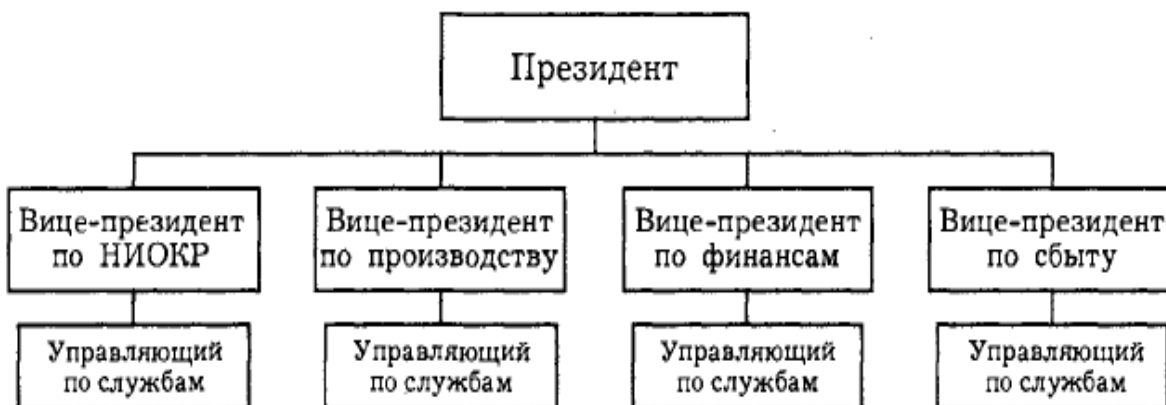 Президент
Вице-президент
по НИОКР
Вице-президент
по производству
Вице-президент
по финансам
Вице-президент
по сбыту
Управляющий
по службам
Управляющий
по службам
Управляющий
по службам
Управляющий
по службам